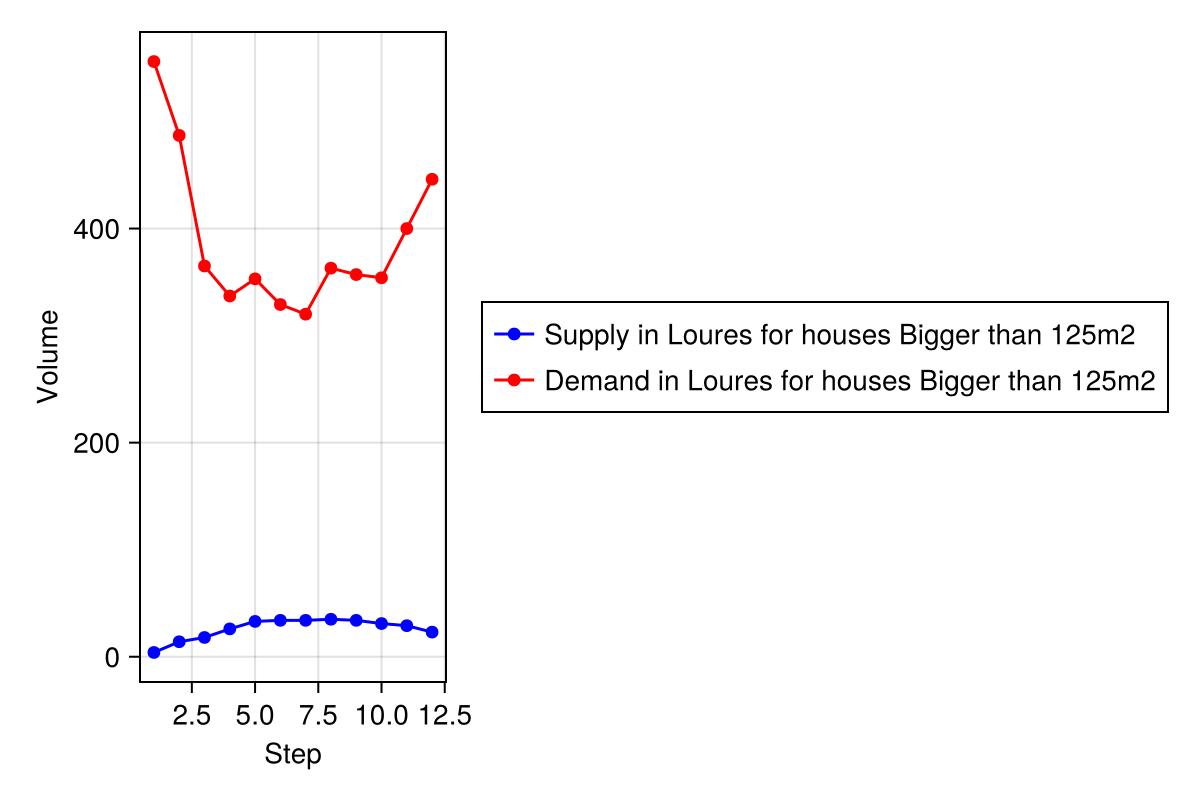 Volume
400
200
0
2.5 5.0 7.5 10.0 12.5
Step
Supply in Loures for houses Bigger than 125m2
Demand in Loures for houses Bigger than 125m2